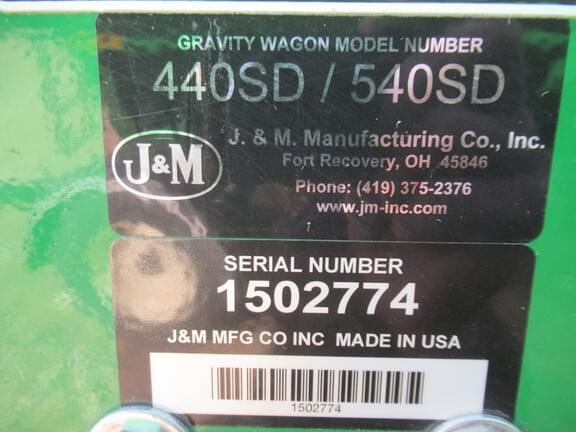 GRAVITY WAGON MODEL NUMBER
440SD / 540SD
J&M
J. & M. Manufacturing Co., Inc.
Fort Recovery, OH 45846
Phone: (419) 375-2376
www.jm-inc.com
SERIAL NUMBER
1502774
J&M MFG CO INC MADE IN USA
1502774